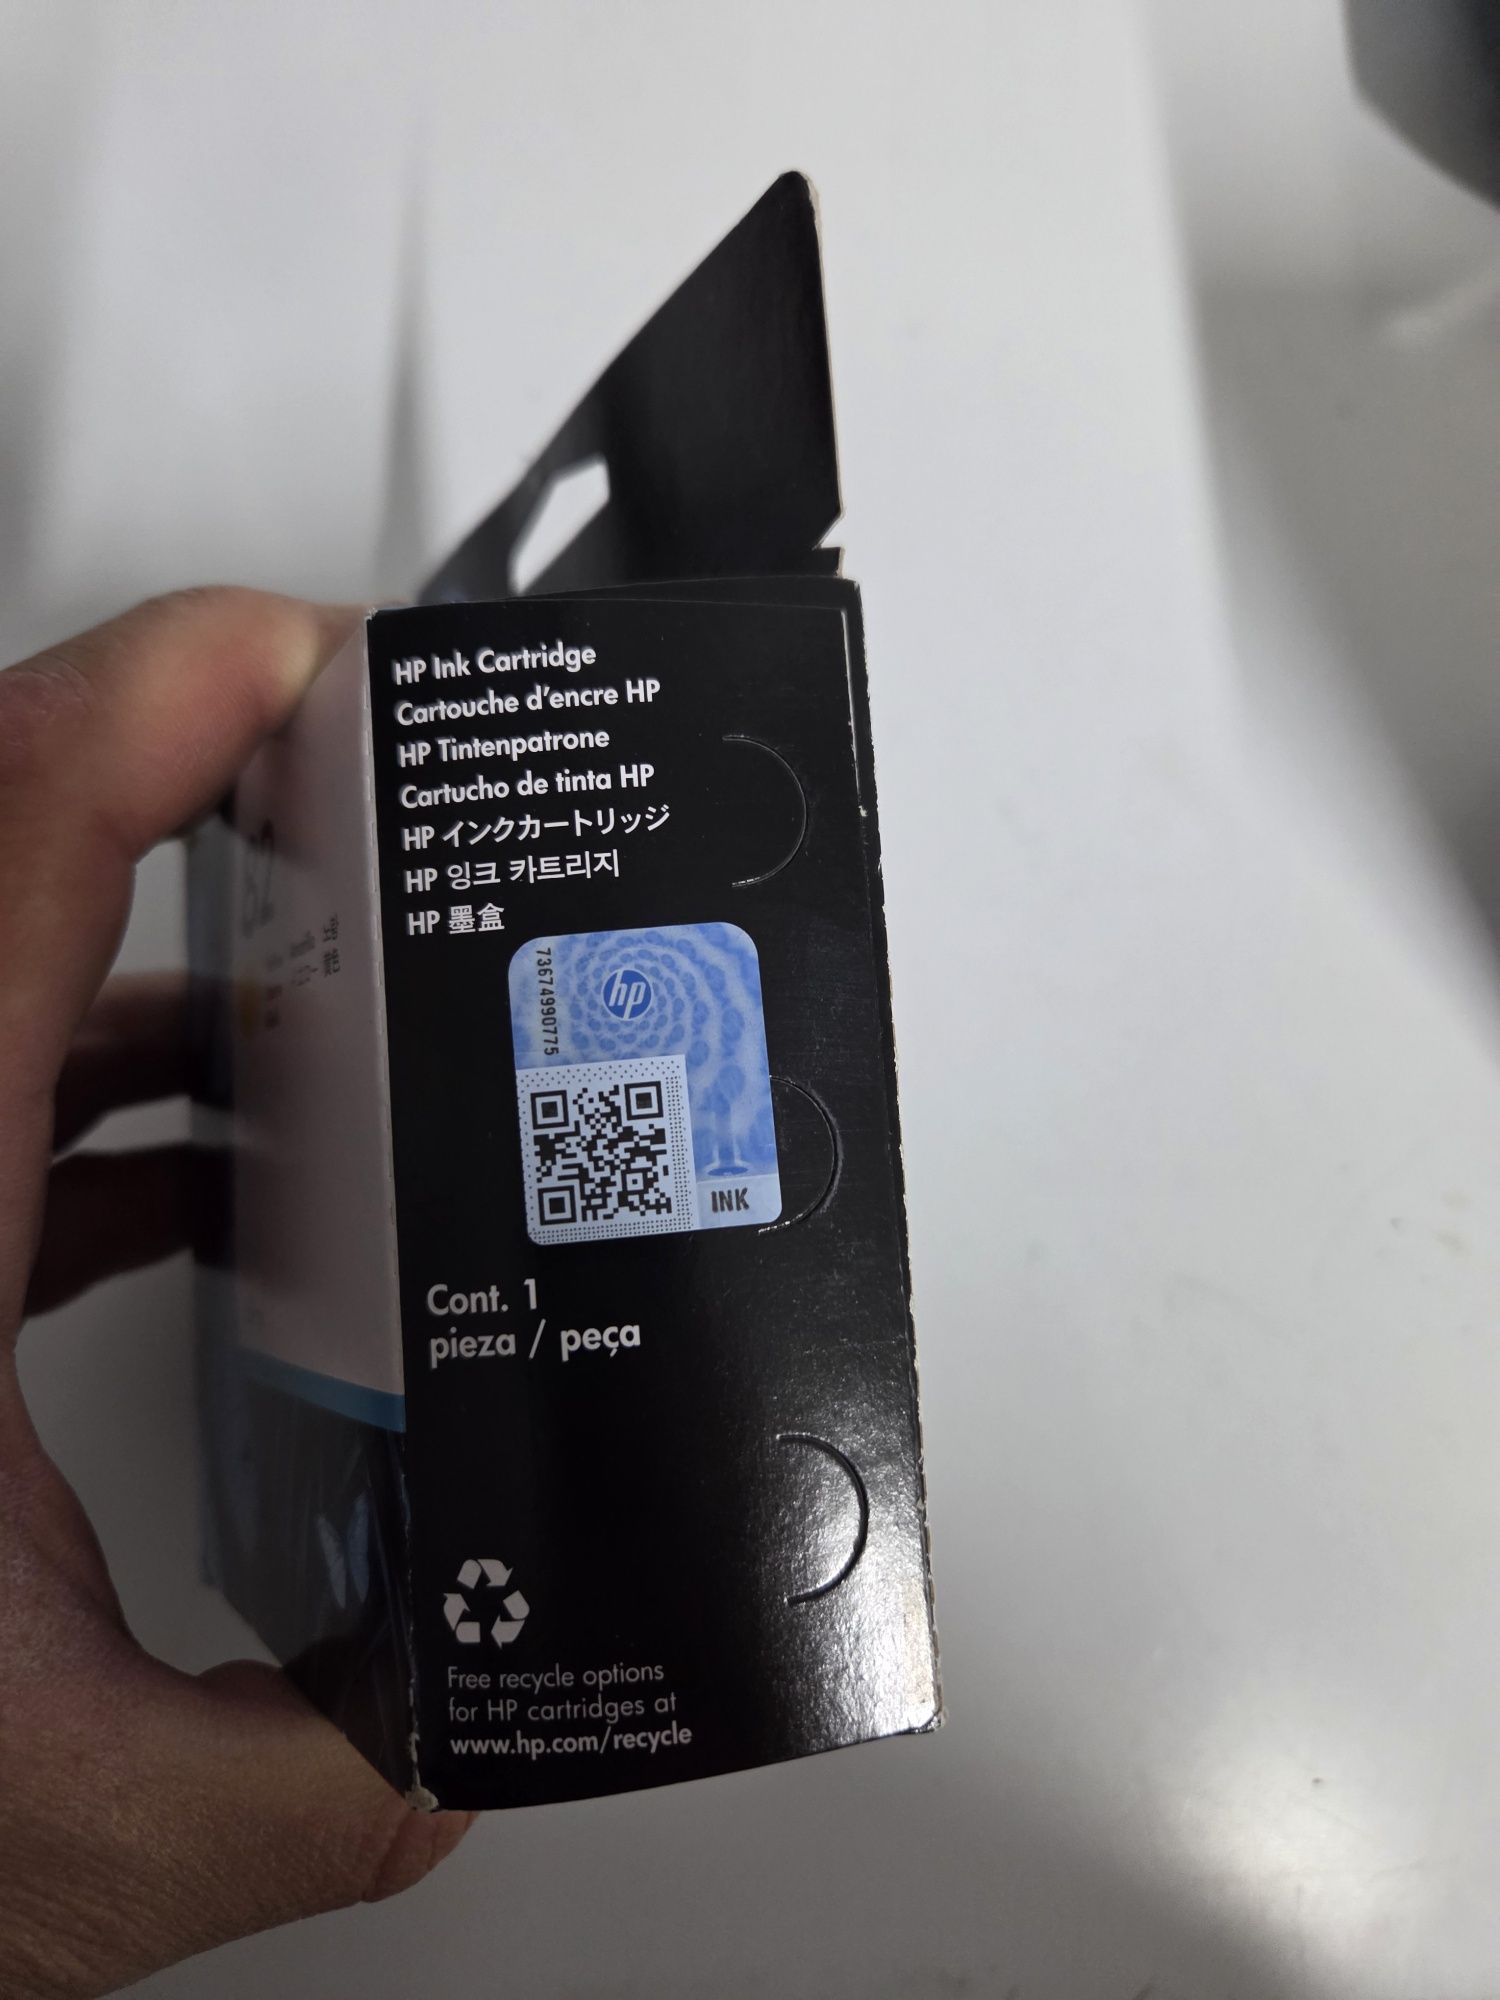 HP Ink Cartridge
Cartouche d'encre HP
HP Tintenpatrone
Cartucho de tinta HP
HP インクカートリッジ
HP 잉크 카트리지
HP 墨盒
73674990775
hp
INK
Cont. 1
pieza / peça
Free recycle options
for HP cartridges at
www.hp.com/recycle
82